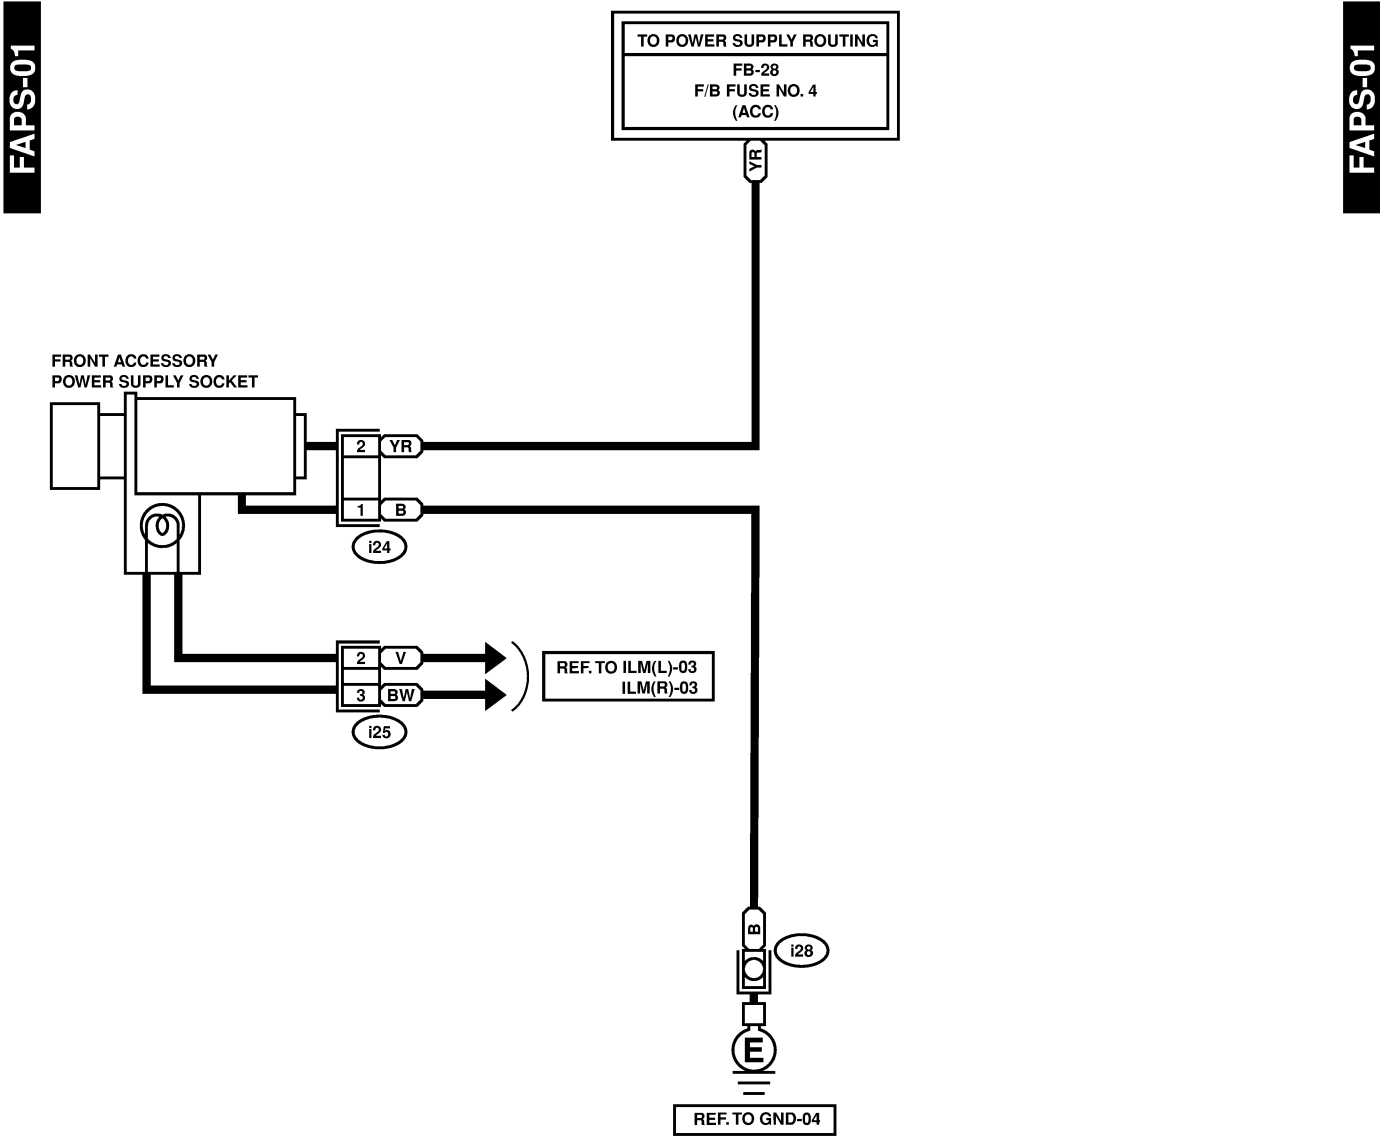 FAPS-01
FAPS-01
TO POWER SUPPLY ROUTING
FB-28
F/B FUSE NO. 4
(ACC)
YR
FRONT ACCESSORY
POWER SUPPLY SOCKET
2 YR
1 B
i24
2 V
3 BW
i25
REF. TO ILM(L)-03
ILM(R)-03
B
i28
E
REF. TO GND-04